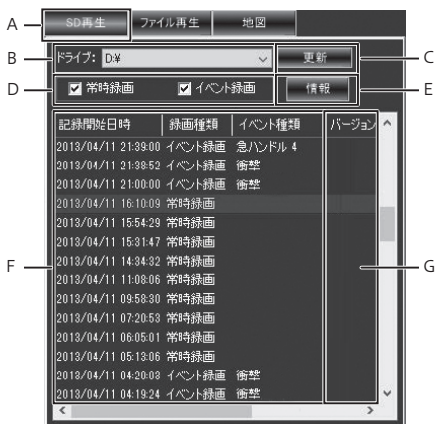 A SD再生 ファイル再生 地図
B ドライブ: D:¥ 更新 C
D 常時録画 イベント録画 情報 E
記録開始日時 録画種類 イベント種類 バージョン
2013/04/11 21:39:00 イベント録画 急ハンドル 4
2013/04/11 21:38:52 イベント録画 衝撃
2013/04/11 21:00:00 イベント録画 衝撃
2013/04/11 16:10:09 常時録画
2013/04/11 15:54:29 常時録画
2013/04/11 15:31:47 常時録画
F 2013/04/11 14:34:32 常時録画 G
2013/04/11 11:08:06 常時録画
2013/04/11 09:58:30 常時録画
2013/04/11 07:20:53 常時録画
2013/04/11 06:05:01 常時録画
2013/04/11 05:13:06 常時録画
2013/04/11 04:20:03 イベント録画 衝撃
2013/04/11 04:19:24 イベント録画 衝撃